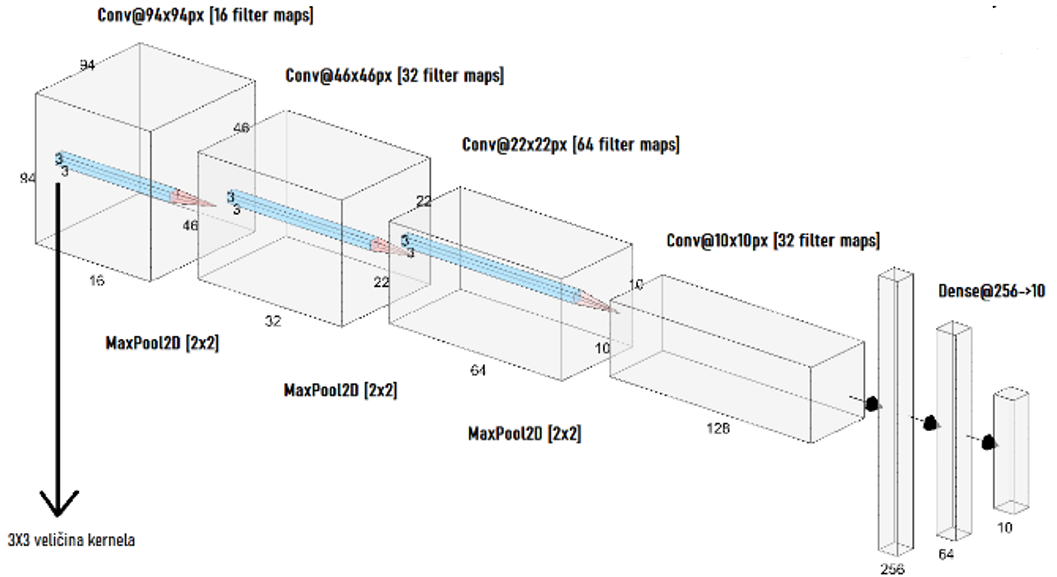 Conv@94x94px [16 filter maps]
94
Conv@46x46px [32 filter maps]
46
Conv@22x22px [64 filter maps]
3
3
94
22
3
3
46
3
3
Conv@10x10px [32 filter maps]
16
22
10
Dense@256->10
32
10
MaxPool2D [2x2]
64
MaxPool2D [2x2]
128
MaxPool2D [2x2]
3X3 veličina kernela
256
64
10